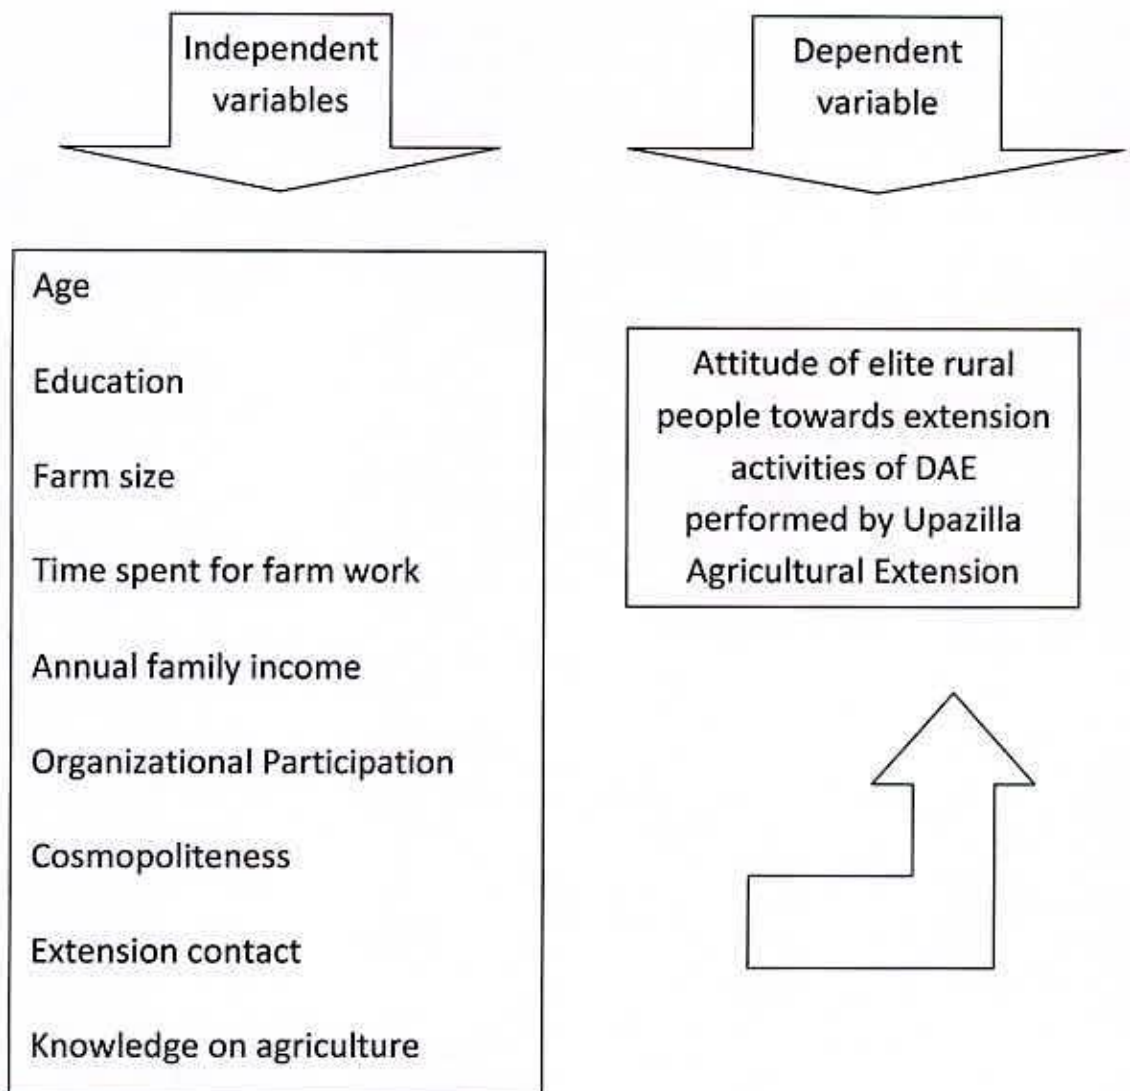 Independent
variables
Dependent
variable
Age
Education
Farm size
Time spent for farm work
Annual family income
Organizational Participation
Cosmopoliteness
Extension contact
Knowledge on agriculture
Attitude of elite rural
people towards extension
activities of DAE
performed by Upazilla
Agricultural Extension